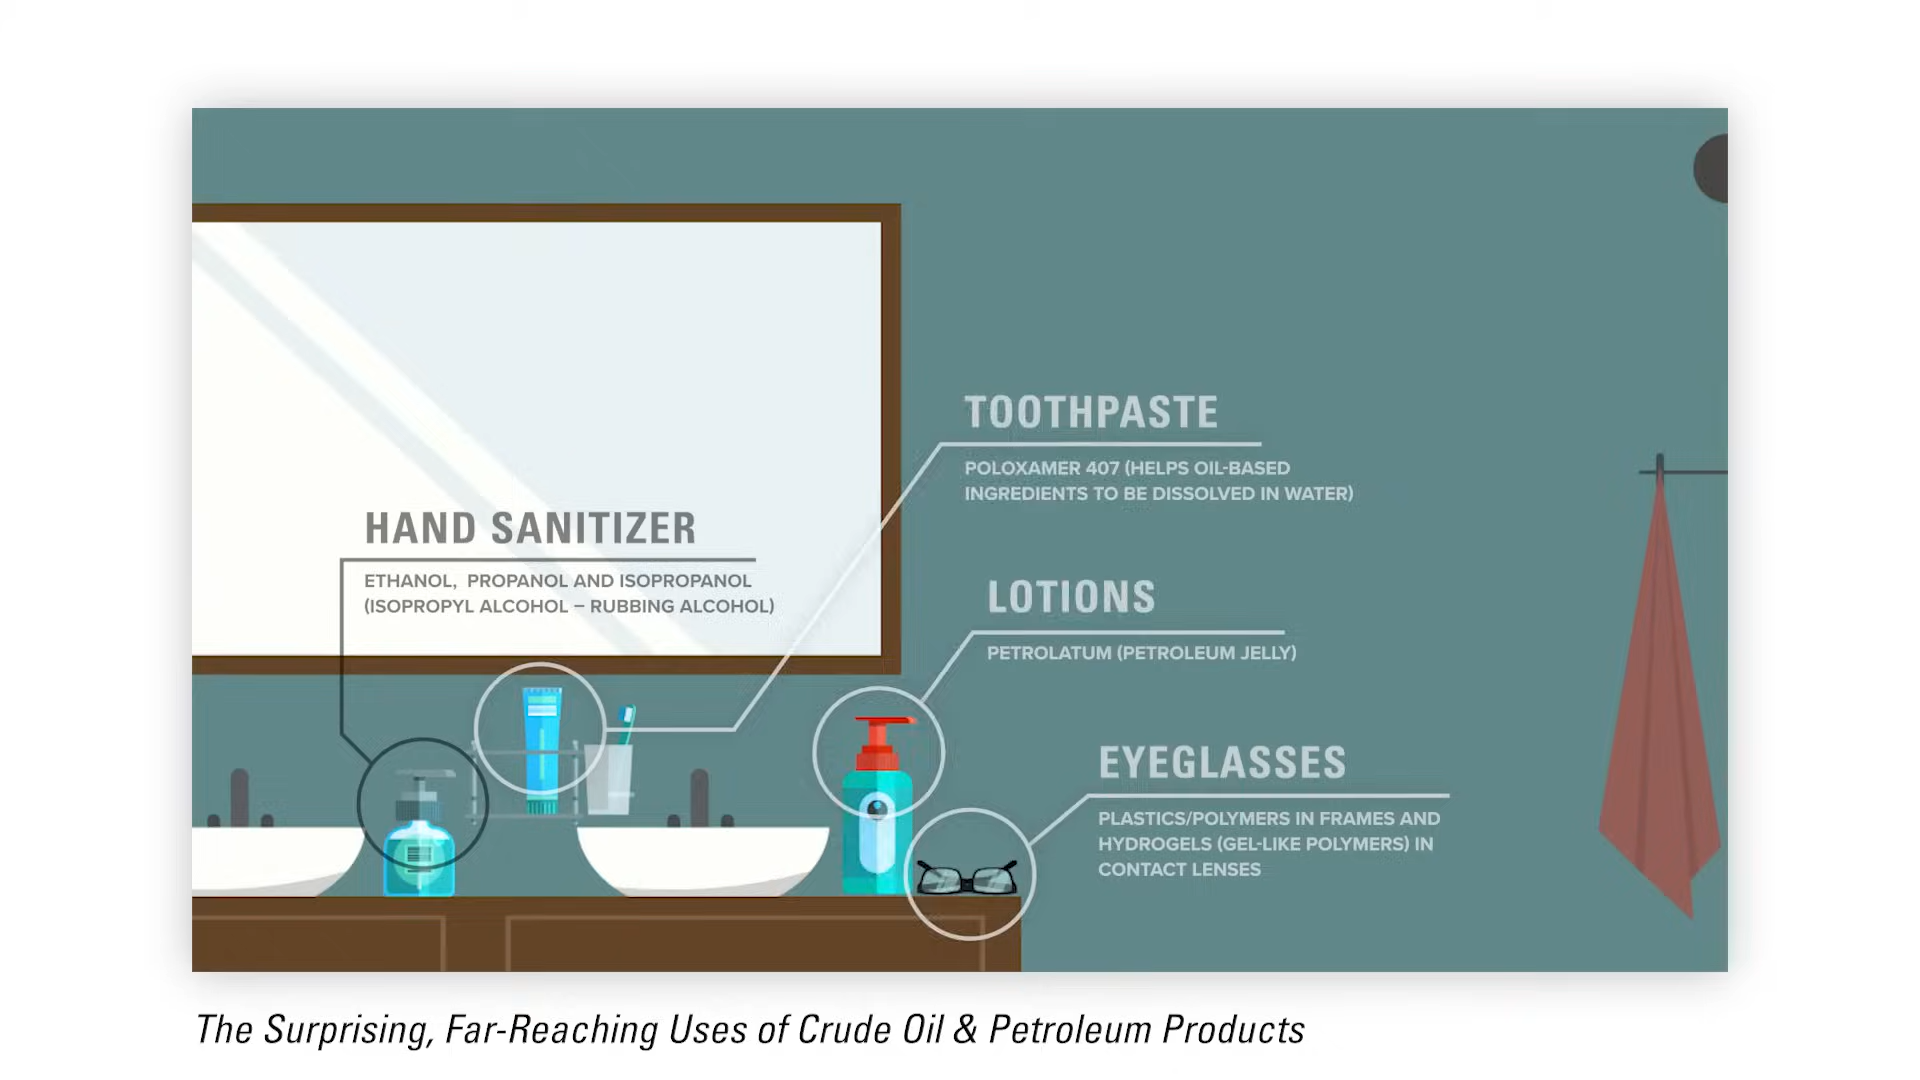 TOOTHPASTE
POLOXAMER 407 (HELPS OIL-BASED
INGREDIENTS TO BE DISSOLVED IN WATER)
HAND SANITIZER
ETHANOL, PROPANOL AND ISOPROPANOL
(ISOPROPYL ALCOHOL – RUBBING ALCOHOL)
LOTIONS
PETROLATUM (PETROLEUM JELLY)
EYEGLASSES
PLASTICS/POLYMERS IN FRAMES AND
HYDROGELS (GEL-LIKE POLYMERS) IN
CONTACT LENSES
The Surprising, Far-Reaching Uses of Crude Oil & Petroleum Products